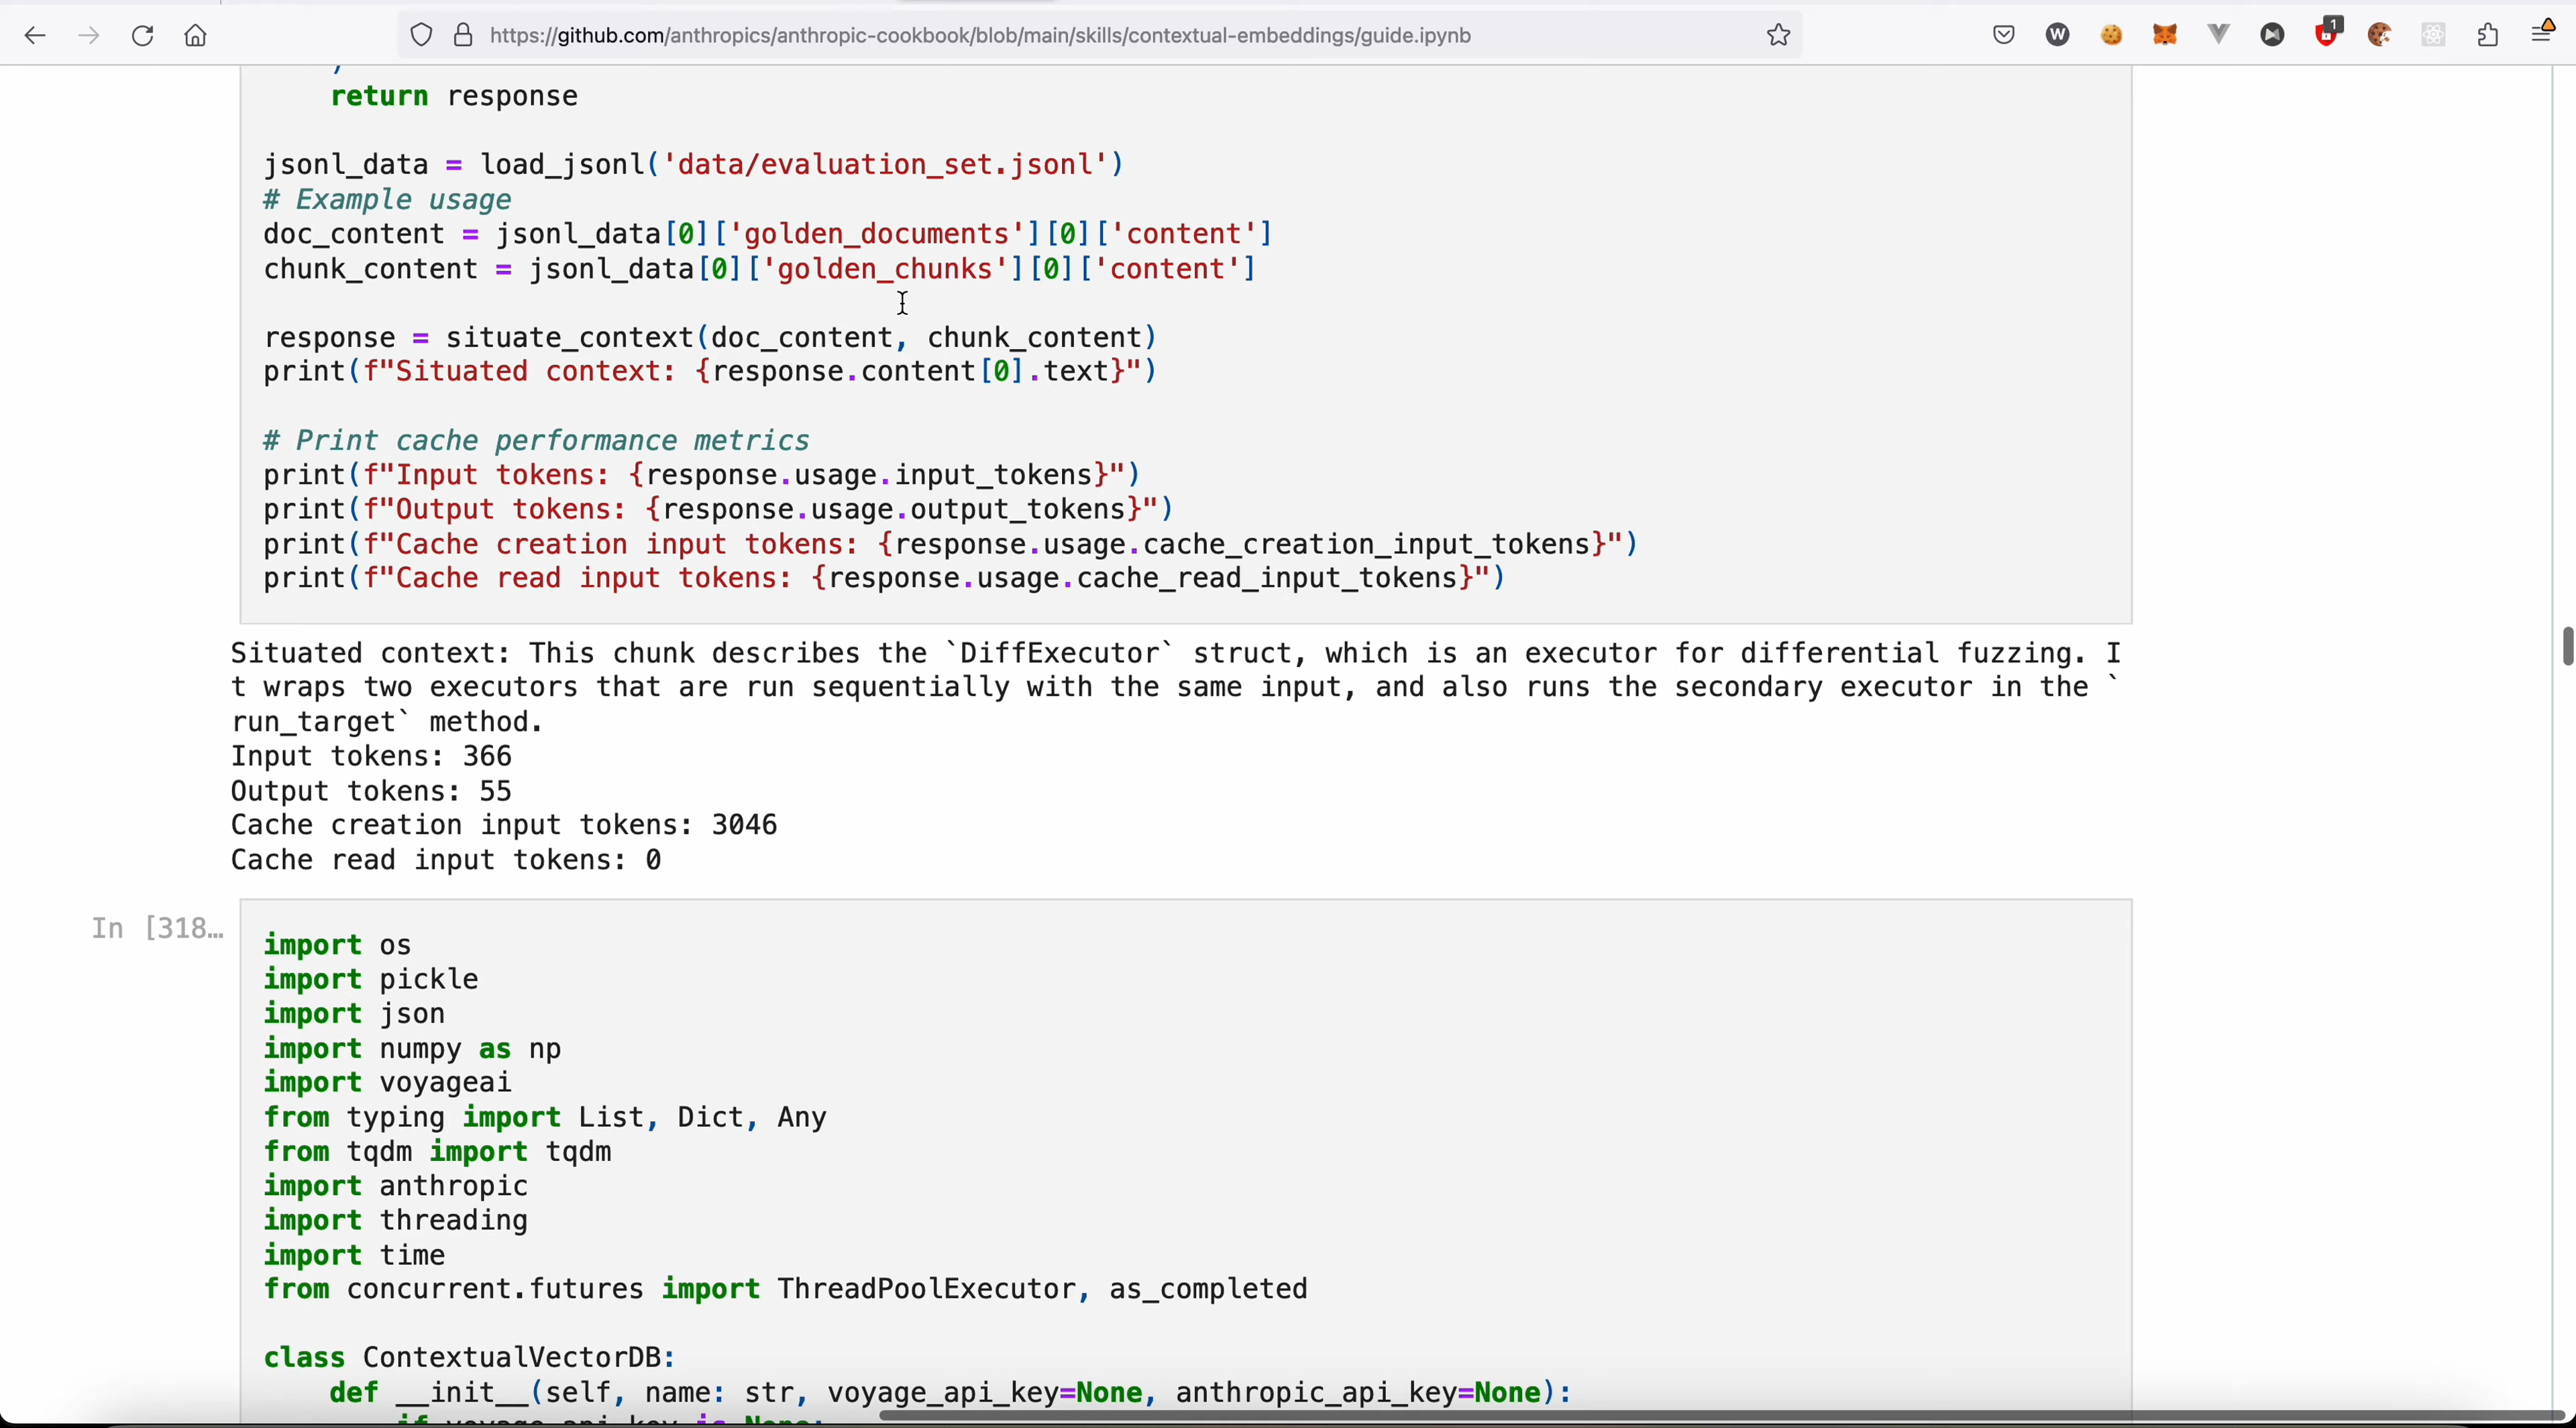 https://github.com/anthropics/anthropic-cookbook/blob/main/skills/contextual-embeddings/guide.ipynb
W
1
)
    return response
jsonl_data = load_jsonl('data/evaluation_set.jsonl')
# Example usage
doc_content = jsonl_data[0]['golden_documents'][0]['content']
chunk_content = jsonl_data[0]['golden_chunks'][0]['content']
response = situate_context(doc_content, chunk_content)
print(f"Situated context: {response.content[0].text}")
# Print cache performance metrics
print(f"Input tokens: {response.usage.input_tokens}")
print(f"Output tokens: {response.usage.output_tokens}")
print(f"Cache creation input tokens: {response.usage.cache_creation_input_tokens}")
print(f"Cache read input tokens: {response.usage.cache_read_input_tokens}")
Situated context: This chunk describes the `DiffExecutor` struct, which is an executor for differential fuzzing. I
t wraps two executors that are run sequentially with the same input, and also runs the secondary executor in the `
run_target` method.
Input tokens: 366
Output tokens: 55
Cache creation input tokens: 3046
Cache read input tokens: 0
In [318…
import os
import pickle
import json
import numpy as np
import voyageai
from typing import List, Dict, Any
from tqdm import tqdm
import anthropic
import threading
import time
from concurrent.futures import ThreadPoolExecutor, as_completed
class ContextualVectorDB:
    def __init__(self, name: str, voyage_api_key=None, anthropic_api_key=None):
        if voyage_api_key is None: